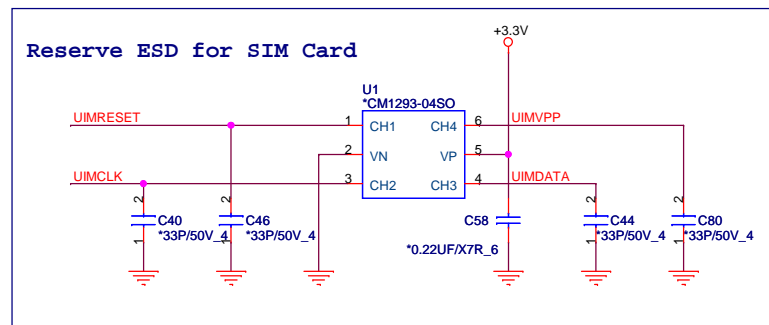 +3.3V
Reserve ESD for SIM Card
U1
*CM1293-04SO
UIMRESET 1 CH1 CH4 6 UIMVPP
2 VN VP 5
UIMCLK 3 CH2 CH3 4 UIMDATA
2 2 2 2
C40 C46 C58 C44 C80
*33P/50V_4 *33P/50V_4 *33P/50V_4 *33P/50V_4
1 1 1 1
*0.22UF/X7R_6